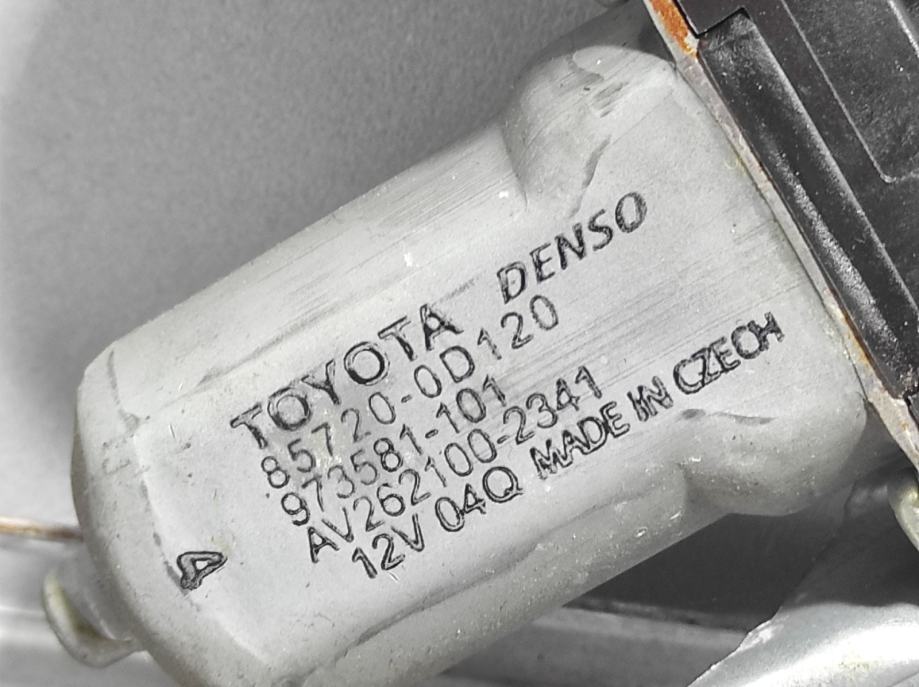 TOYOTA DENSO
85720-0D120
973581-101
AV262100-2341
12V 04Q MADE IN CZECH
A